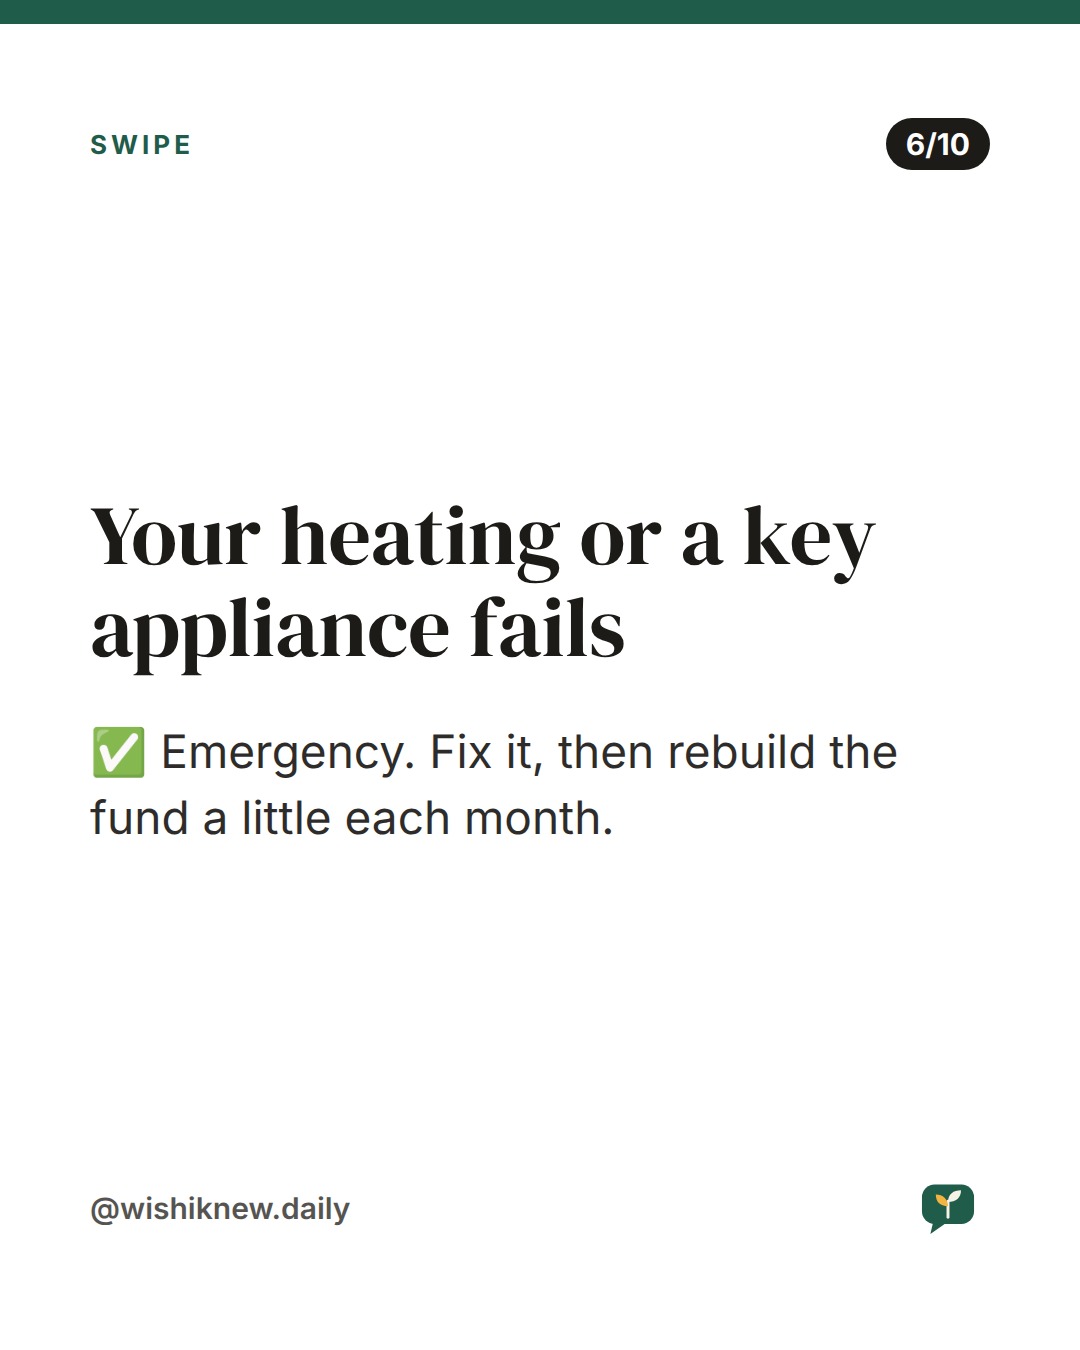 SWIPE
6/10
Your heating or a key
appliance fails
✅ Emergency. Fix it, then rebuild the
fund a little each month.
@wishiknew.daily